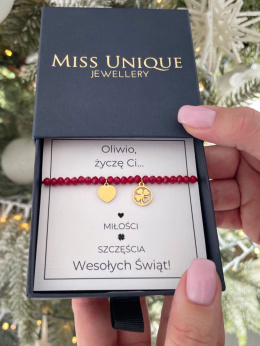 MISS UNIQUE
JEWELLERY
Oliwio,
życzę Ci...
MIŁOŚCI
SZCZĘŚCIA
Wesołych Świąt!